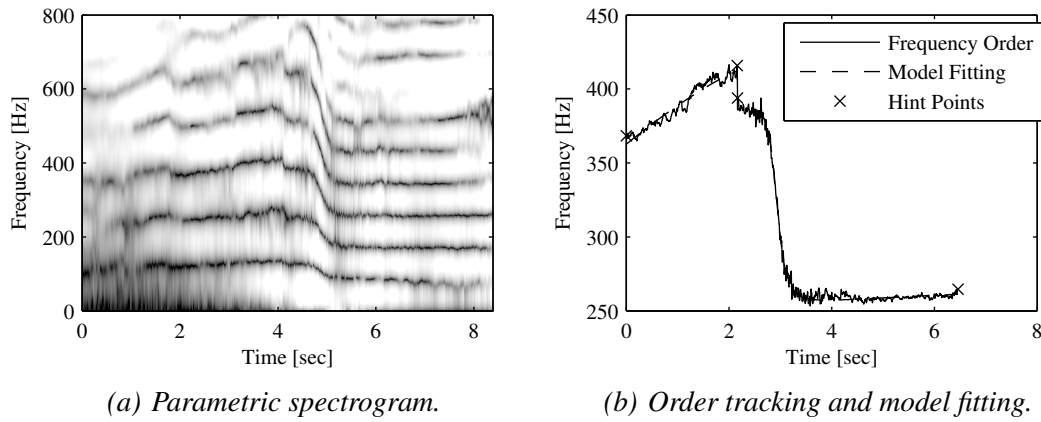 800
600
400
200
0
Frequency [Hz]
0
2
4
6
8
Time [sec]
(a) Parametric spectrogram.
450
400
350
300
250
Frequency [Hz]
0
2
4
6
8
Time [sec]
Frequency Order
Model Fitting
Hint Points
(b) Order tracking and model fitting.